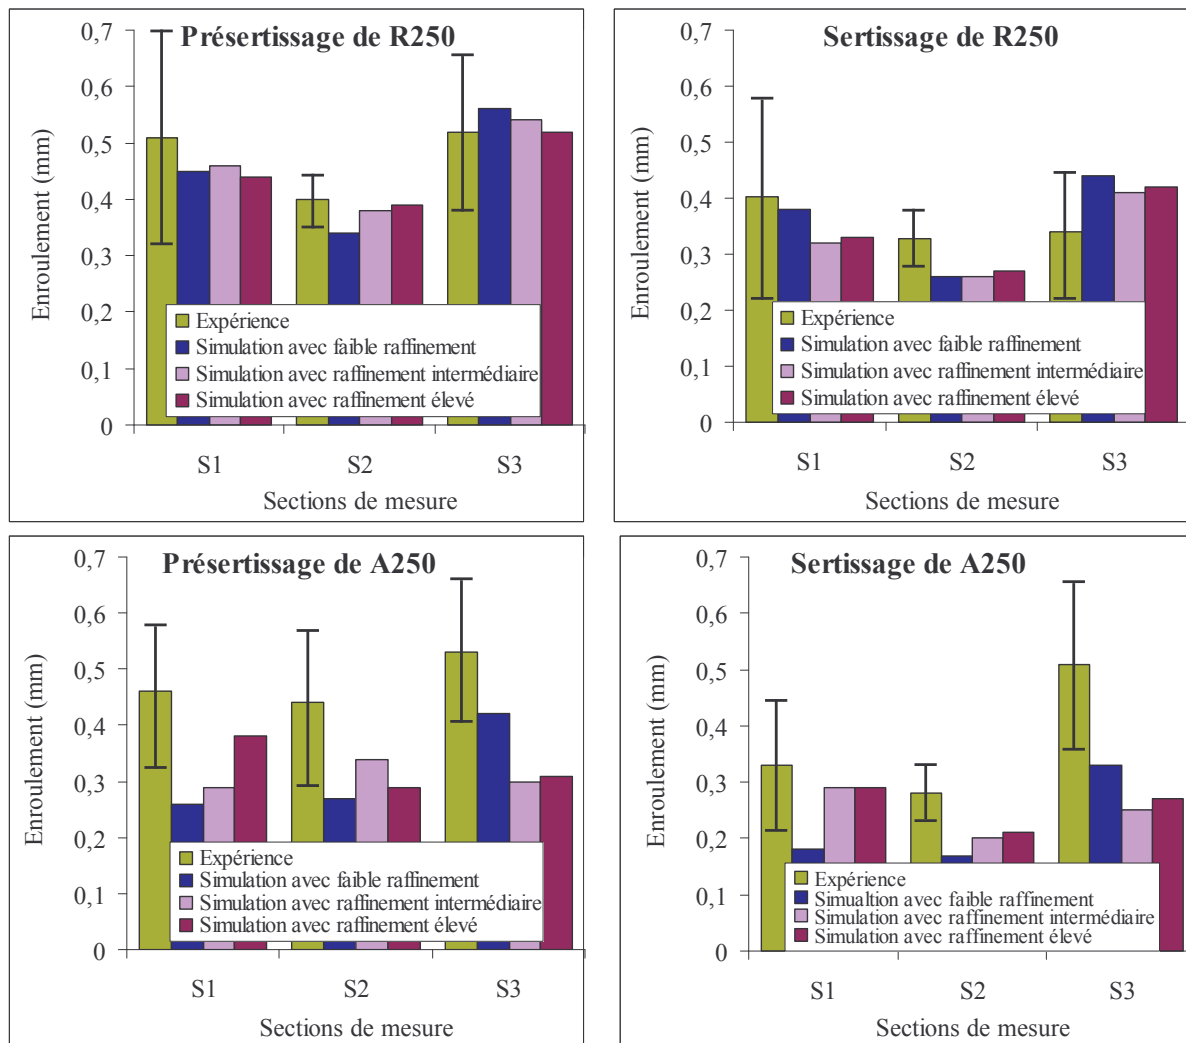 Présertissage de R250
0,7
0,6
0,5
0,4
0,3
0,2
0,1
0
Enroulement (mm)
Expérience
Simulation avec faible raffinement
Simulation avec raffinement intermédiaire
Simulation avec raffinement élevé
S1 S2 S3
Sections de mesure
Sertissage de R250
0,7
0,6
0,5
0,4
0,3
0,2
0,1
0
Enroulement (mm)
Expérience
Simulation avec faible raffinement
Simulation avec raffinement intermédiaire
Simulation avec raffinement élevé
S1 S2 S3
Sections de mesure
Présertissage de A250
0,7
0,6
0,5
0,4
0,3
0,2
0,1
0
Enroulement (mm)
Expérience
Simulation avec faible raffinement
Simulation avec raffinement intermédiaire
Simulation avec raffinement élevé
S1 S2 S3
Sections de mesure
Sertissage de A250
0,7
0,6
0,5
0,4
0,3
0,2
0,1
0
Enroulement (mm)
Expérience
Simualtion avec faible raffinement
Simulation avec raffinement intermédiaire
Simulation avec raffinement élevé
S1 S2 S3
Sections de mesure